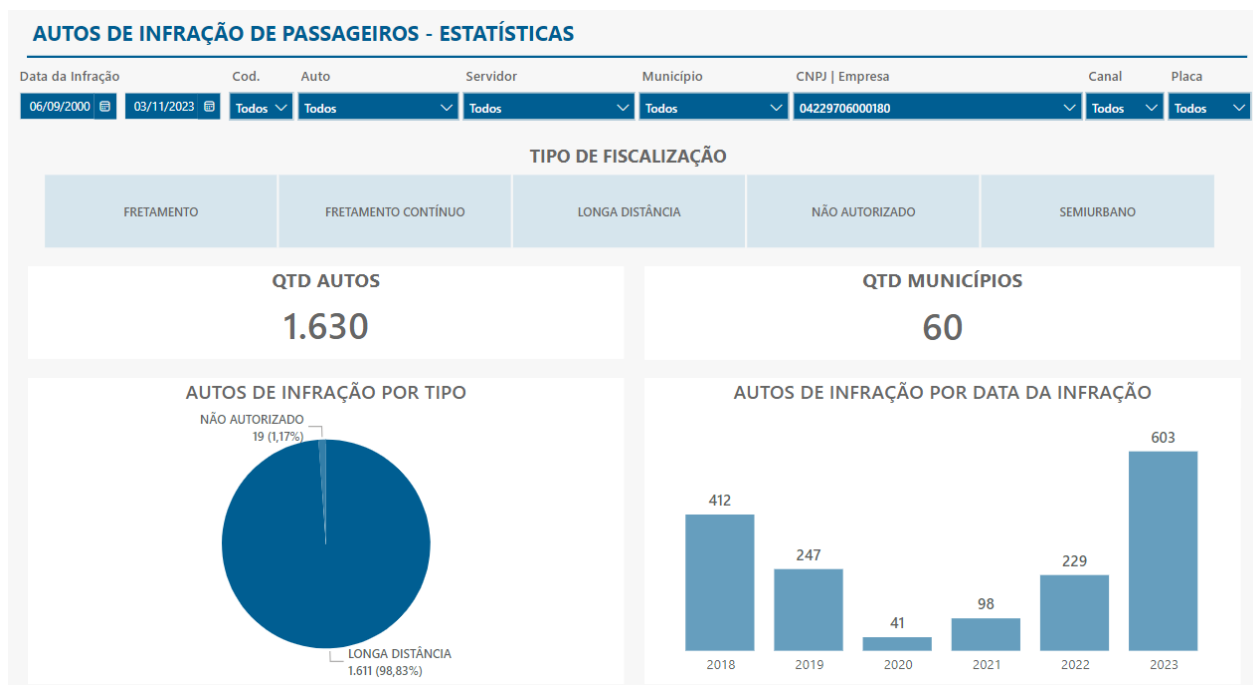 AUTOS DE INFRAÇÃO DE PASSAGEIROS - ESTATÍSTICAS
Data da Infração Cod. Auto Servidor Município CNPJ | Empresa Canal Placa
06/09/2000 03/11/2023 Todos Todos Todos Todos 04229706000180 Todos Todos
TIPO DE FISCALIZAÇÃO
FRETAMENTO FRETAMENTO CONTÍNUO LONGA DISTÂNCIA NÃO AUTORIZADO SEMIURBANO
QTD AUTOS
1.630
QTD MUNICÍPIOS
60
AUTOS DE INFRAÇÃO POR TIPO
NÃO AUTORIZADO
19 (1,17%)
LONGA DISTÂNCIA
1.611 (98,83%)
AUTOS DE INFRAÇÃO POR DATA DA INFRAÇÃO
412 247 41 98 229 603
2018 2019 2020 2021 2022 2023